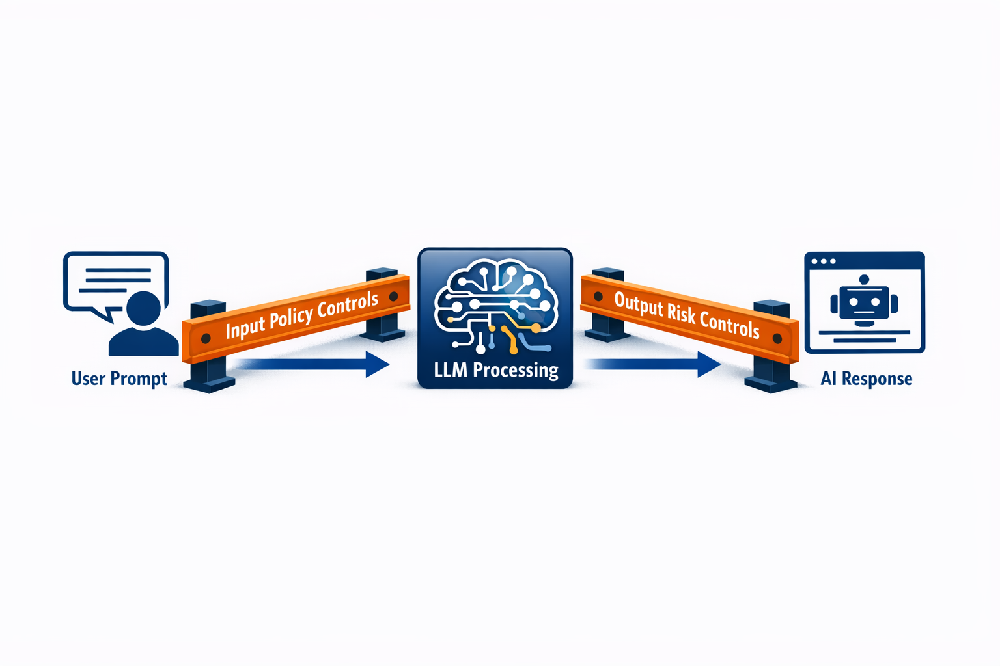 User Prompt
Input Policy Controls
LLM Processing
Output Risk Controls
AI Response